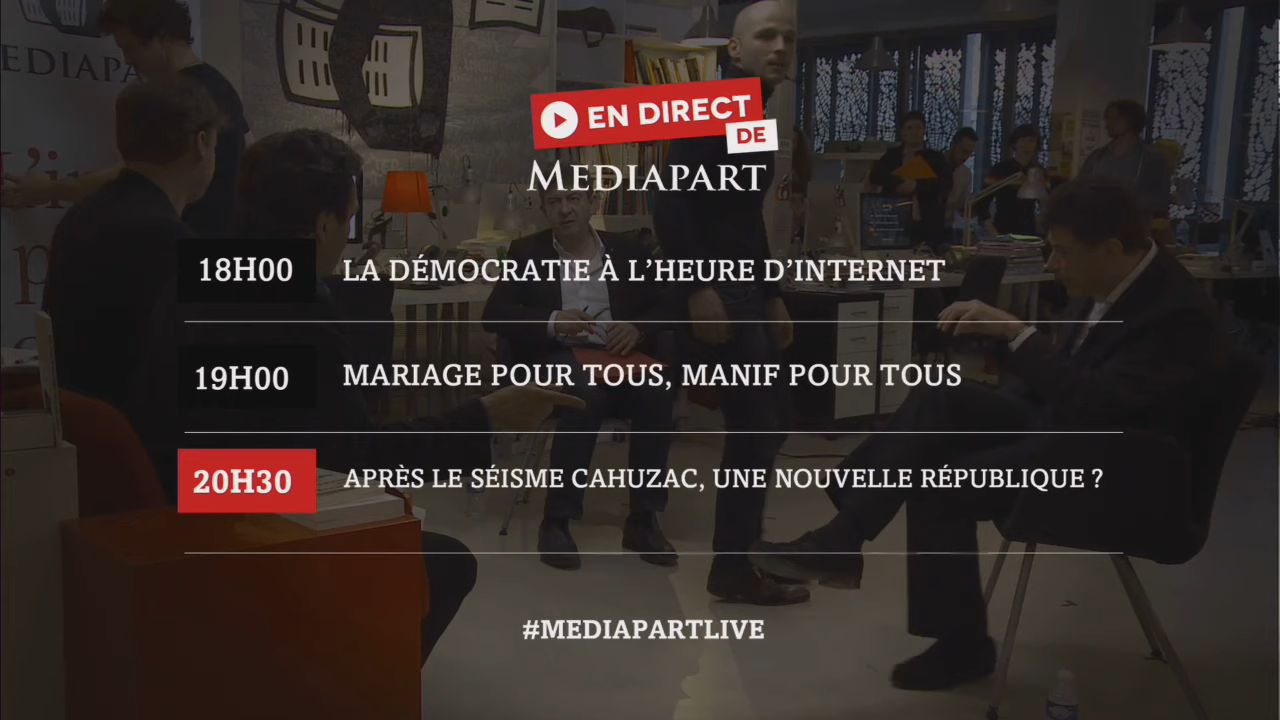 EN DIRECT
DE
MEDIAPART
18H00 LA DÉMOCRATIE À L'HEURE D'INTERNET
19H00 MARIAGE POUR TOUS, MANIF POUR TOUS
20H30 APRÈS LE SÉISME CAHUZAC, UNE NOUVELLE RÉPUBLIQUE ?
#MEDIAPARTLIVE